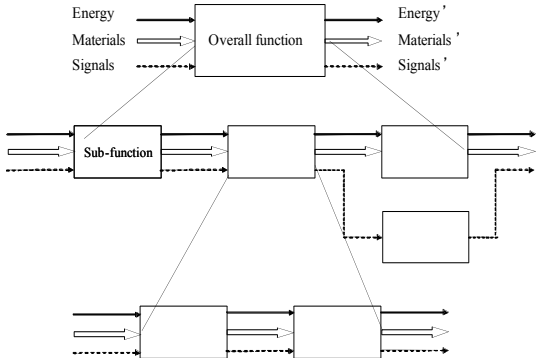 Energy
Materials
Signals
Overall function
Energy’
Materials ’
Signals’
Sub-function